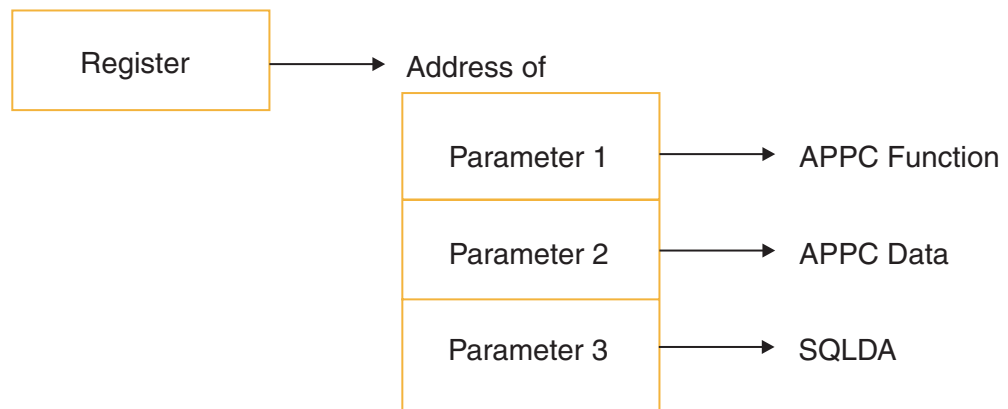 Register
Address of
Parameter 1
APPC Function
Parameter 2
APPC Data
Parameter 3
SQLDA